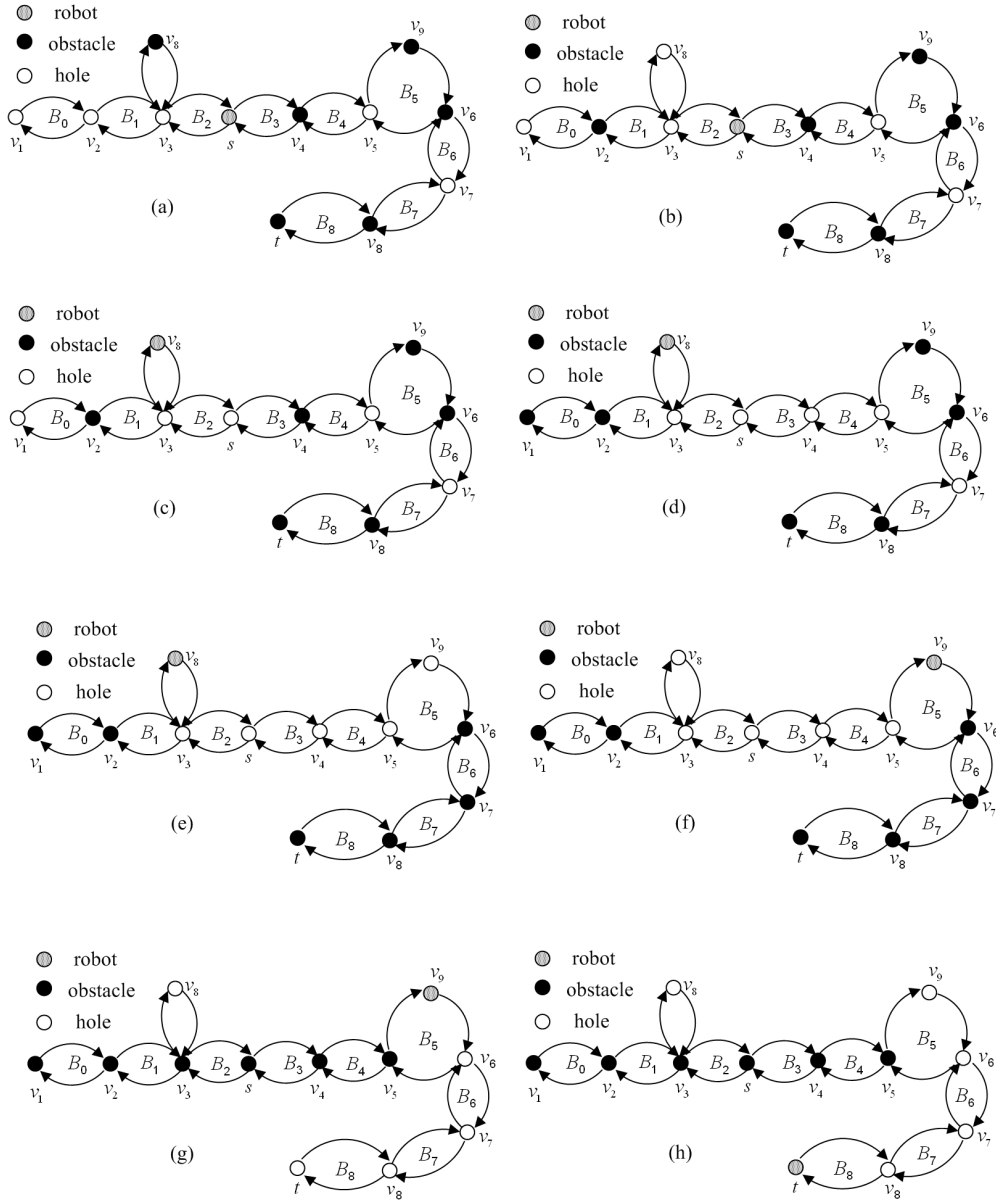 robot
obstacle
hole
v8
v9
B0 B1 B2 B3 B4 B5
v1 v2 v3 s v4 v5 v6
B6
B7 v7
B8
t v8
(a)
robot
obstacle
hole
v8
v9
B0 B1 B2 B3 B4 B5
v1 v2 v3 s v4 v5 v6
B6
B7 v7
B8
t v8
(b)
robot
obstacle
hole
v8
v9
B0 B1 B2 B3 B4 B5
v1 v2 v3 s v4 v5 v6
B6
B7 v7
B8
t v8
(c)
robot
obstacle
hole
v8
v9
B0 B1 B2 B3 B4 B5
v1 v2 v3 s v4 v5 v6
B6
B7 v7
B8
t v8
(d)
robot
obstacle
hole
v8
v9
B0 B1 B2 B3 B4 B5
v1 v2 v3 s v4 v5 v6
B6
B7 v7
B8
t v8
(e)
robot
obstacle
hole
v8
v9
B0 B1 B2 B3 B4 B5
v1 v2 v3 s v4 v5 v6
B6
B7 v7
B8
t v8
(f)
robot
obstacle
hole
v8
v9
B0 B1 B2 B3 B4 B5
v1 v2 v3 s v4 v5 v6
B6
B7 v7
B8
t v8
(g)
robot
obstacle
hole
v8
v9
B0 B1 B2 B3 B4 B5
v1 v2 v3 s v4 v5 v6
B6
B7 v7
B8
t v8
(h)